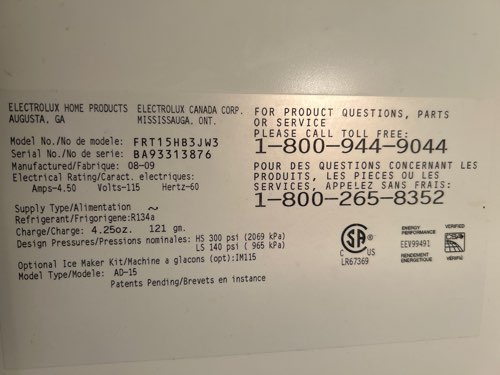 ELECTROLUX HOME PRODUCTS
AUGUSTA, GA
ELECTROLUX CANADA CORP.
MISSISSAUGA. ONT.
Model No./No de modele: FRT15HB3JW3
Serial No./No de serie: BA93313876
Manufactured/Fabriqué: 08-09
Electrical Rating/Caract. électriques:
Amps-4.50 Volts-115 Hertz-60
Supply Type/Alimentation ~
Refrigerant/Frigorigene:R134a
Charge/Charge: 4.25oz. 121 gm.
Design Pressures/Pressions nominales: HS 300 psi (2069 kPa)
LS 140 psi ( 965 kPa)
Optional Ice Maker Kit/Machine a glacons (opt):IM115
Model Type/Modele: AD-15
Patents Pending/Brevets en instance
FOR PRODUCT QUESTIONS, PARTS
OR SERVICE
PLEASE CALL TOLL FREE:
1-800-944-9044
POUR DES QUESTIONS CONCERNANT LES
PRODUITS, LES PIECES OU LES
SERVICES, APPELEZ SANS FRAIS:
1-800-265-8352
C US
LR67369
ENERGY
PERFORMANCE
VERIFIED
EEV99491
CSA
RENDEMENT
ENERGETIQUE
VERIFIÉ